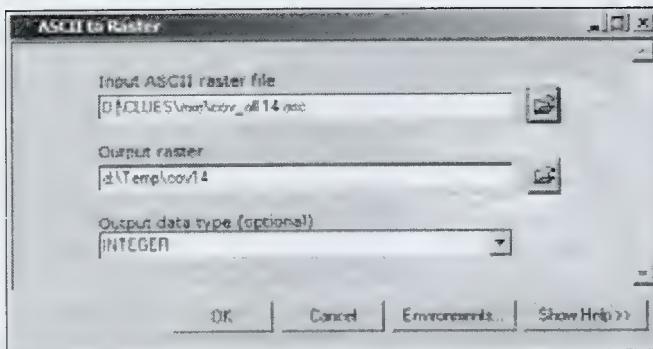 ASCII to Raster
Input ASCII raster file
Output raster
d:\Temp\cov14
Output data type (optional)
INTEGER
OK Cancel Environments... Show Help >>